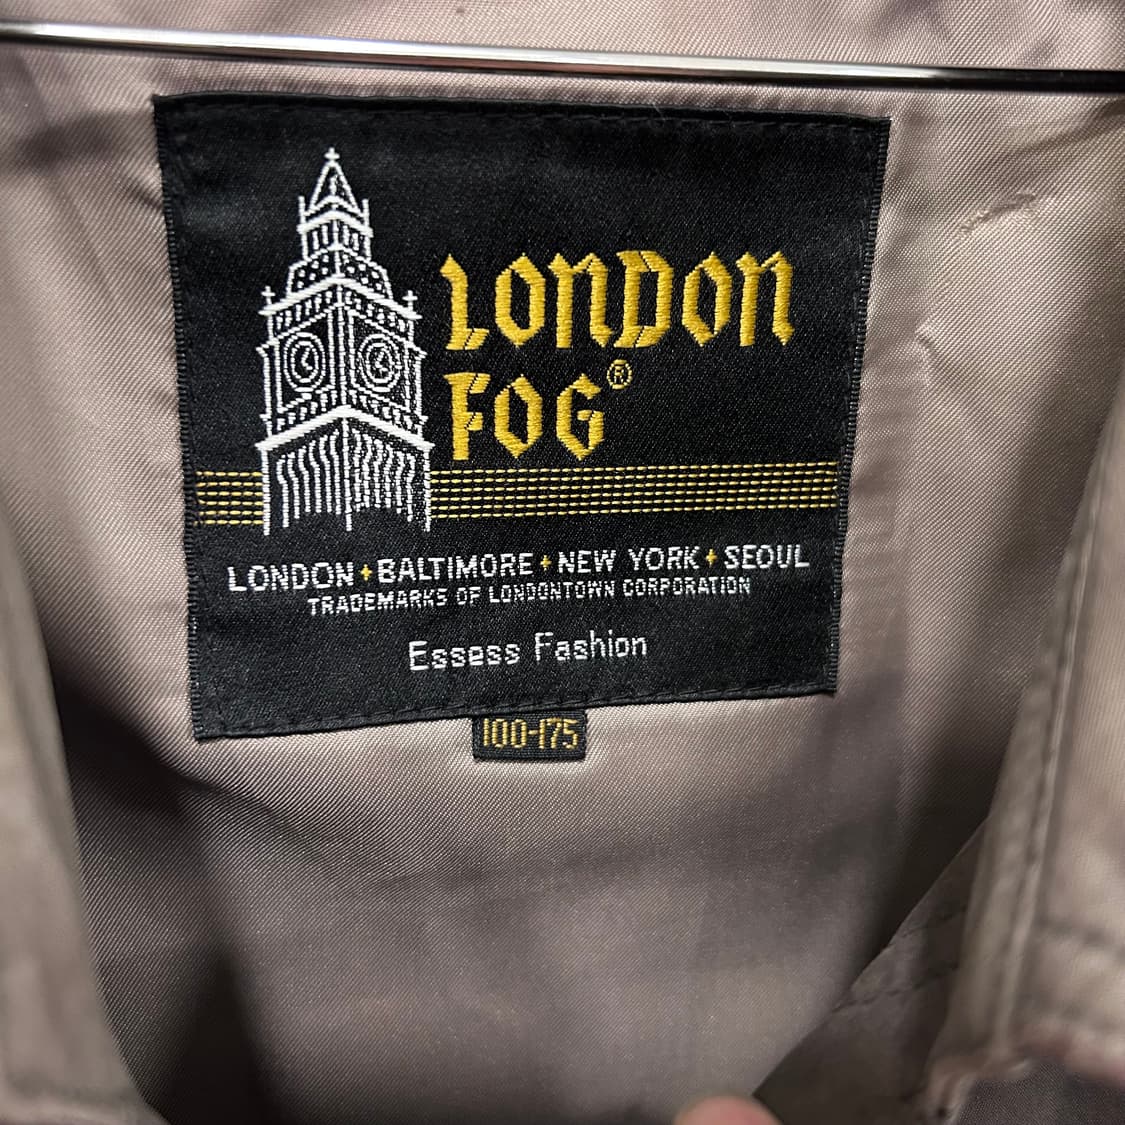 LONDON
FOG®
LONDON + BALTIMORE + NEW YORK + SEOUL
TRADEMARKS OF LONDONTOWN CORPORATION
Essess Fashion
100-175